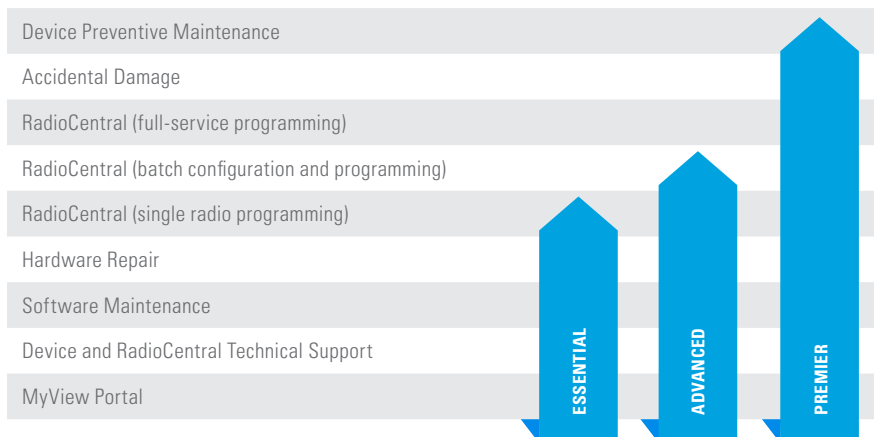 Device Preventive Maintenance
Accidental Damage
RadioCentral (full-service programming)
RadioCentral (batch configuration and programming)
RadioCentral (single radio programming)
Hardware Repair
Software Maintenance
Device and RadioCentral Technical Support
MyView Portal
ESSENTIAL
ADVANCED
PREMIER